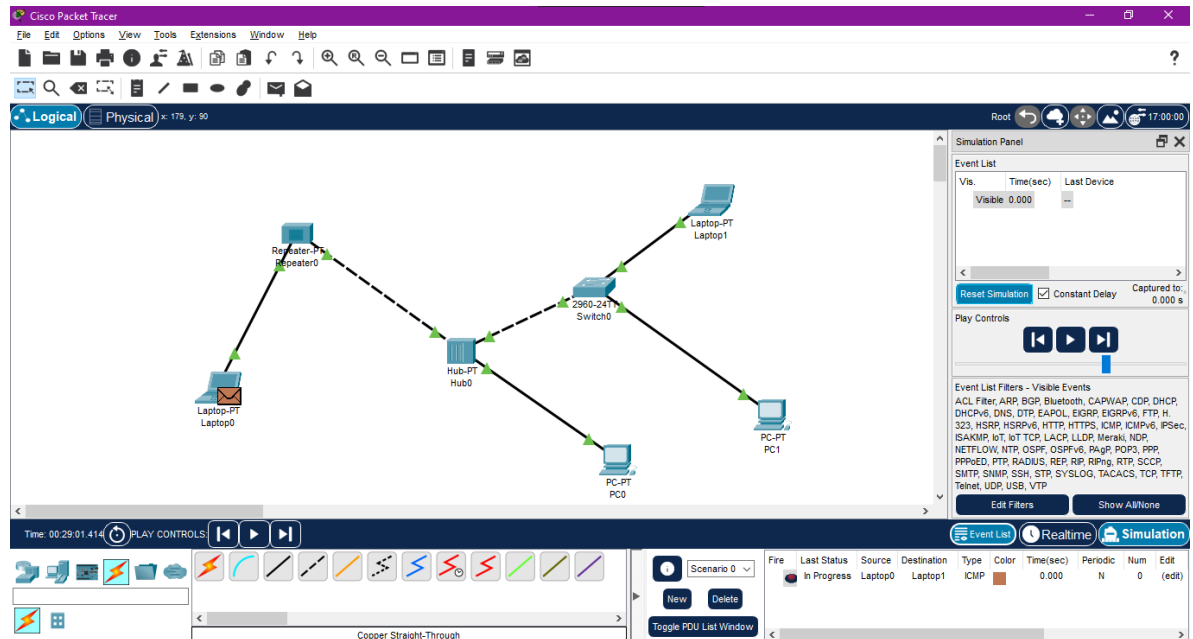 Cisco Packet Tracer
File Edit Options View Tools Extensions Window Help
?
Logical Physical x: 179, y: 90 Root 17:00:00
Simulation Panel
Event List
Vis. Time(sec) Last Device
Visible 0.000 --
Reset Simulation Constant Delay Captured to:
0.000 s
Play Controls
Event List Filters - Visible Events
ACL Filter, ARP, BGP, Bluetooth, CAPWAP, CDP, DHCP,
DHCPv6, DNS, DTP, EAPOL, EIGRP, EIGRPv6, FTP, H.
323, HSRP, HSRPv6, HTTP, HTTPS, ICMP, ICMPv6, IPSec,
ISAKMP, IoT, IoT TCP, LACP, LLDP, Meraki, NDP,
NETFLOW, NTP, OSPF, OSPFv6, PAgP, POP3, PPP,
PPPoED, PTP, RADIUS, REP, RIP, RIPng, RTP, SCCP,
SMTP, SNMP, SSH, STP, SYSLOG, TACACS, TCP, TFTP,
Telnet, UDP, USB, VTP
Edit Filters Show All/None
Laptop-PT
Laptop1
Repeater-PT
Repeater0
2960-24TT
Switch0
Hub-PT
Hub0
Laptop-PT
Laptop0
PC-PT
PC1
PC-PT
PC0
Time: 00:29:01.414 PLAY CONTROLS: Event List Realtime Simulation
Scenario 0
New Delete
Toggle PDU List Window
Fire Last Status Source Destination Type Color Time(sec) Periodic Num Edit
In Progress Laptop0 Laptop1 ICMP 0.000 N 0 (edit)
Copper Straight-Through